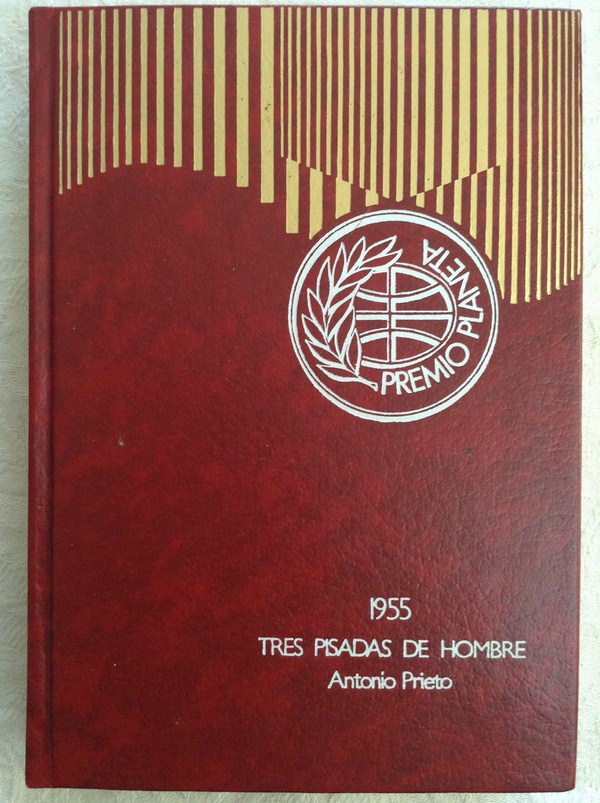 PREMIO PLANETA
1955
TRES PISADAS DE HOMBRE
Antonio Prieto